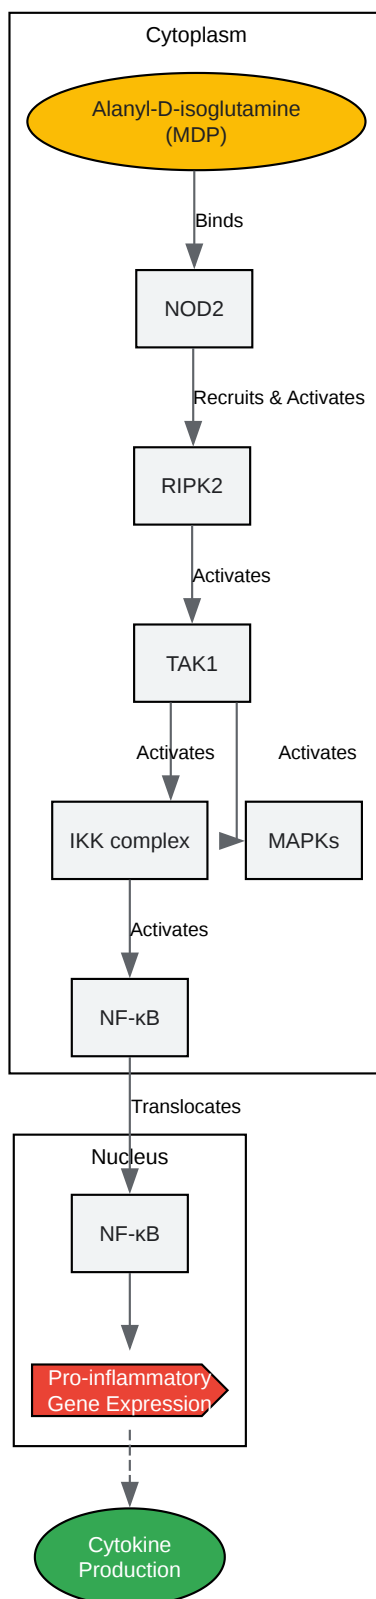 Cytoplasm
Alanyl-D-isoglutamine
(MDP)
Binds
NOD2
Recruits & Activates
RIPK2
Activates
TAK1
Activates
Activates
IKK complex
MAPKs
Activates
NF-κB
Translocates
Nucleus
NF-κB
Pro-inflammatory
Gene Expression
Cytokine
Production